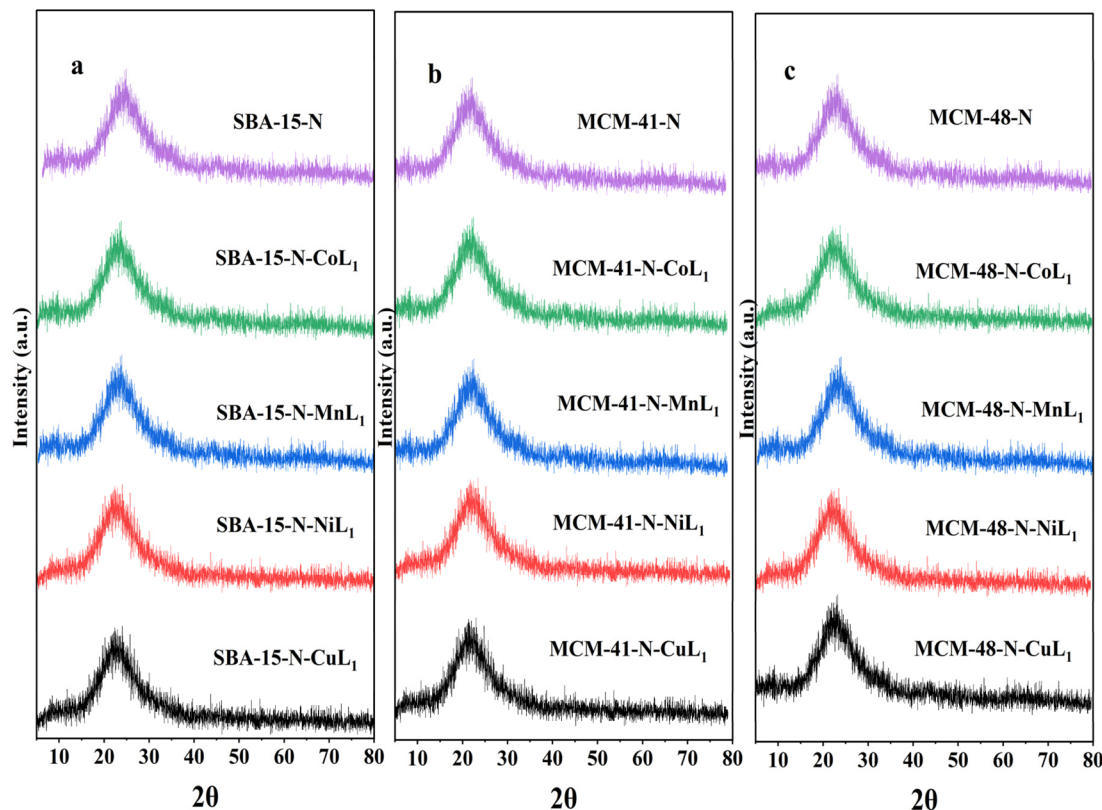 a
SBA-15-N
SBA-15-N-CoL₁
SBA-15-N-MnL₁
SBA-15-N-NiL₁
SBA-15-N-CuL₁
Intensity (a.u.)
10 20 30 40 50 60 70 80
2θ
b
MCM-41-N
MCM-41-N-CoL₁
MCM-41-N-MnL₁
MCM-41-N-NiL₁
MCM-41-N-CuL₁
Intensity (a.u.)
10 20 30 40 50 60 70 80
2θ
c
MCM-48-N
MCM-48-N-CoL₁
MCM-48-N-MnL₁
MCM-48-N-NiL₁
MCM-48-N-CuL₁
Intensity (a.u.)
10 20 30 40 50 60 70 80
2θ